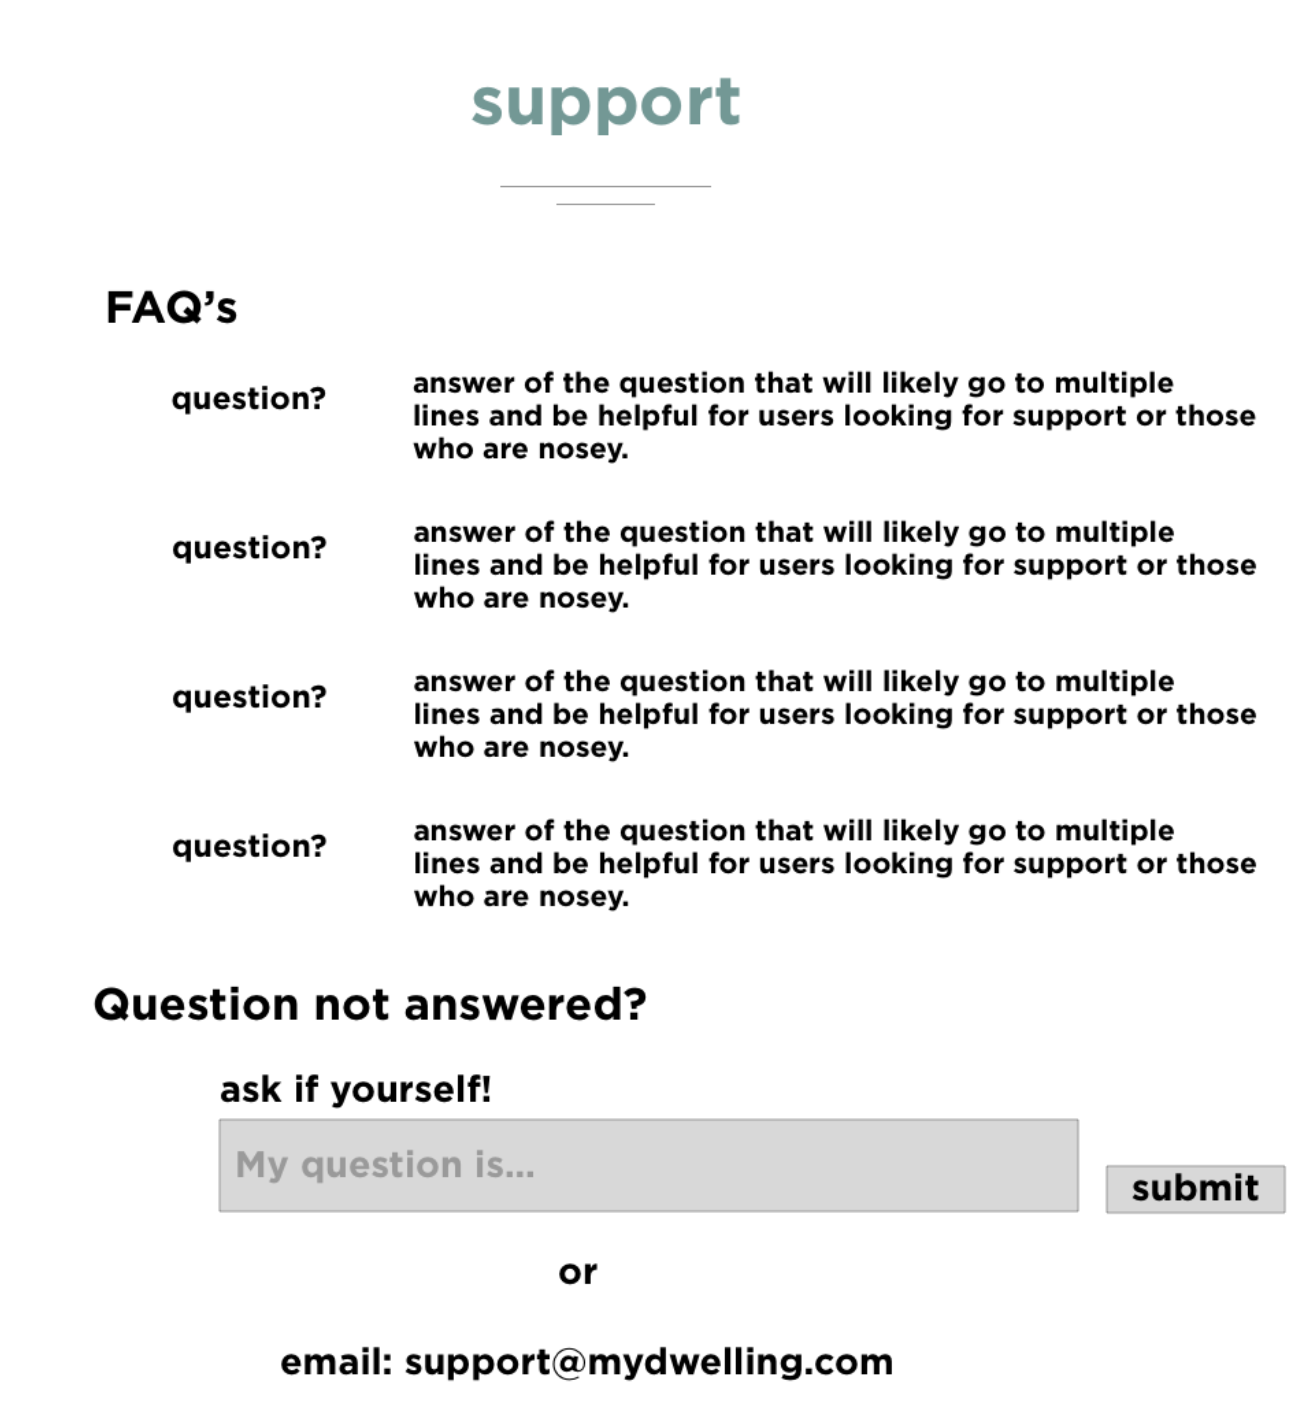 support
FAQ’s
question?
answer of the question that will likely go to multiple
lines and be helpful for users looking for support or those
who are nosey.
question?
answer of the question that will likely go to multiple
lines and be helpful for users looking for support or those
who are nosey.
question?
answer of the question that will likely go to multiple
lines and be helpful for users looking for support or those
who are nosey.
question?
answer of the question that will likely go to multiple
lines and be helpful for users looking for support or those
who are nosey.
Question not answered?
ask if yourself!
My question is...
submit
or
email: support@mydwelling.com